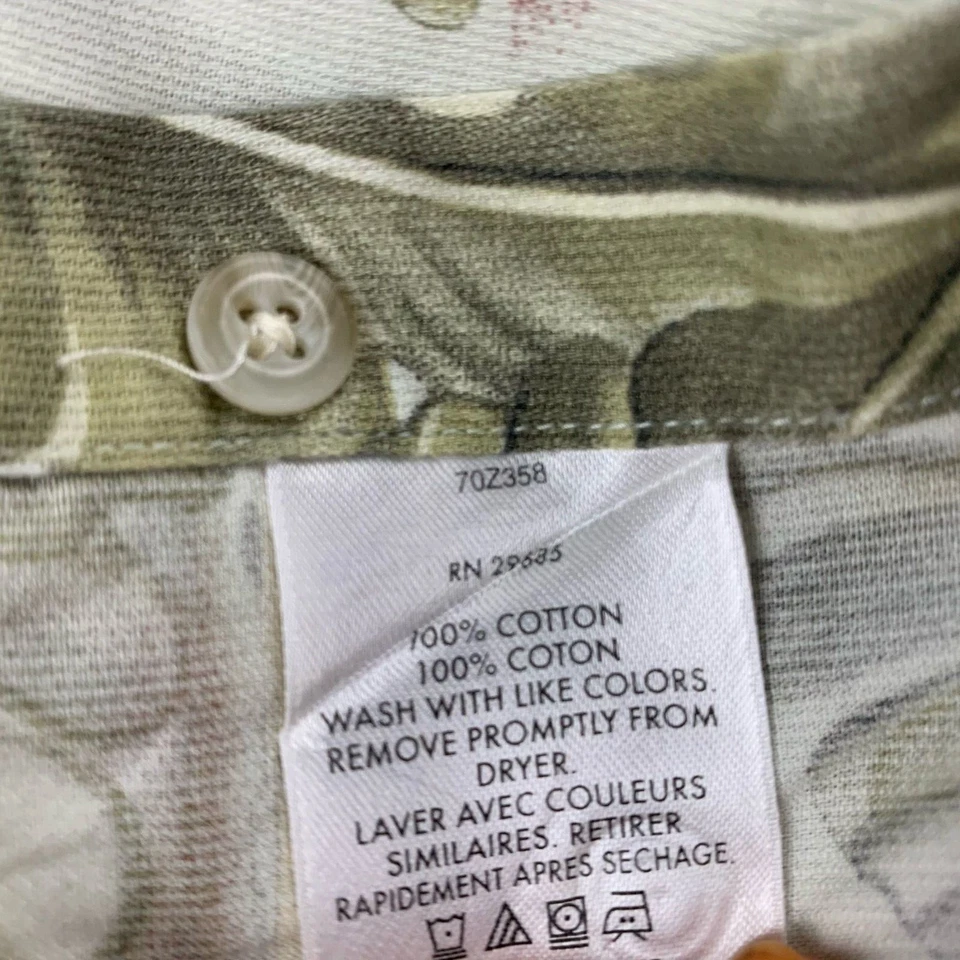 70Z358
RN 29685
100% COTTON
100% COTON
WASH WITH LIKE COLORS.
REMOVE PROMPTLY FROM
DRYER.
LAVER AVEC COULEURS
SIMILAIRES. RETIRER
RAPIDEMENT APRES SECHAGE.